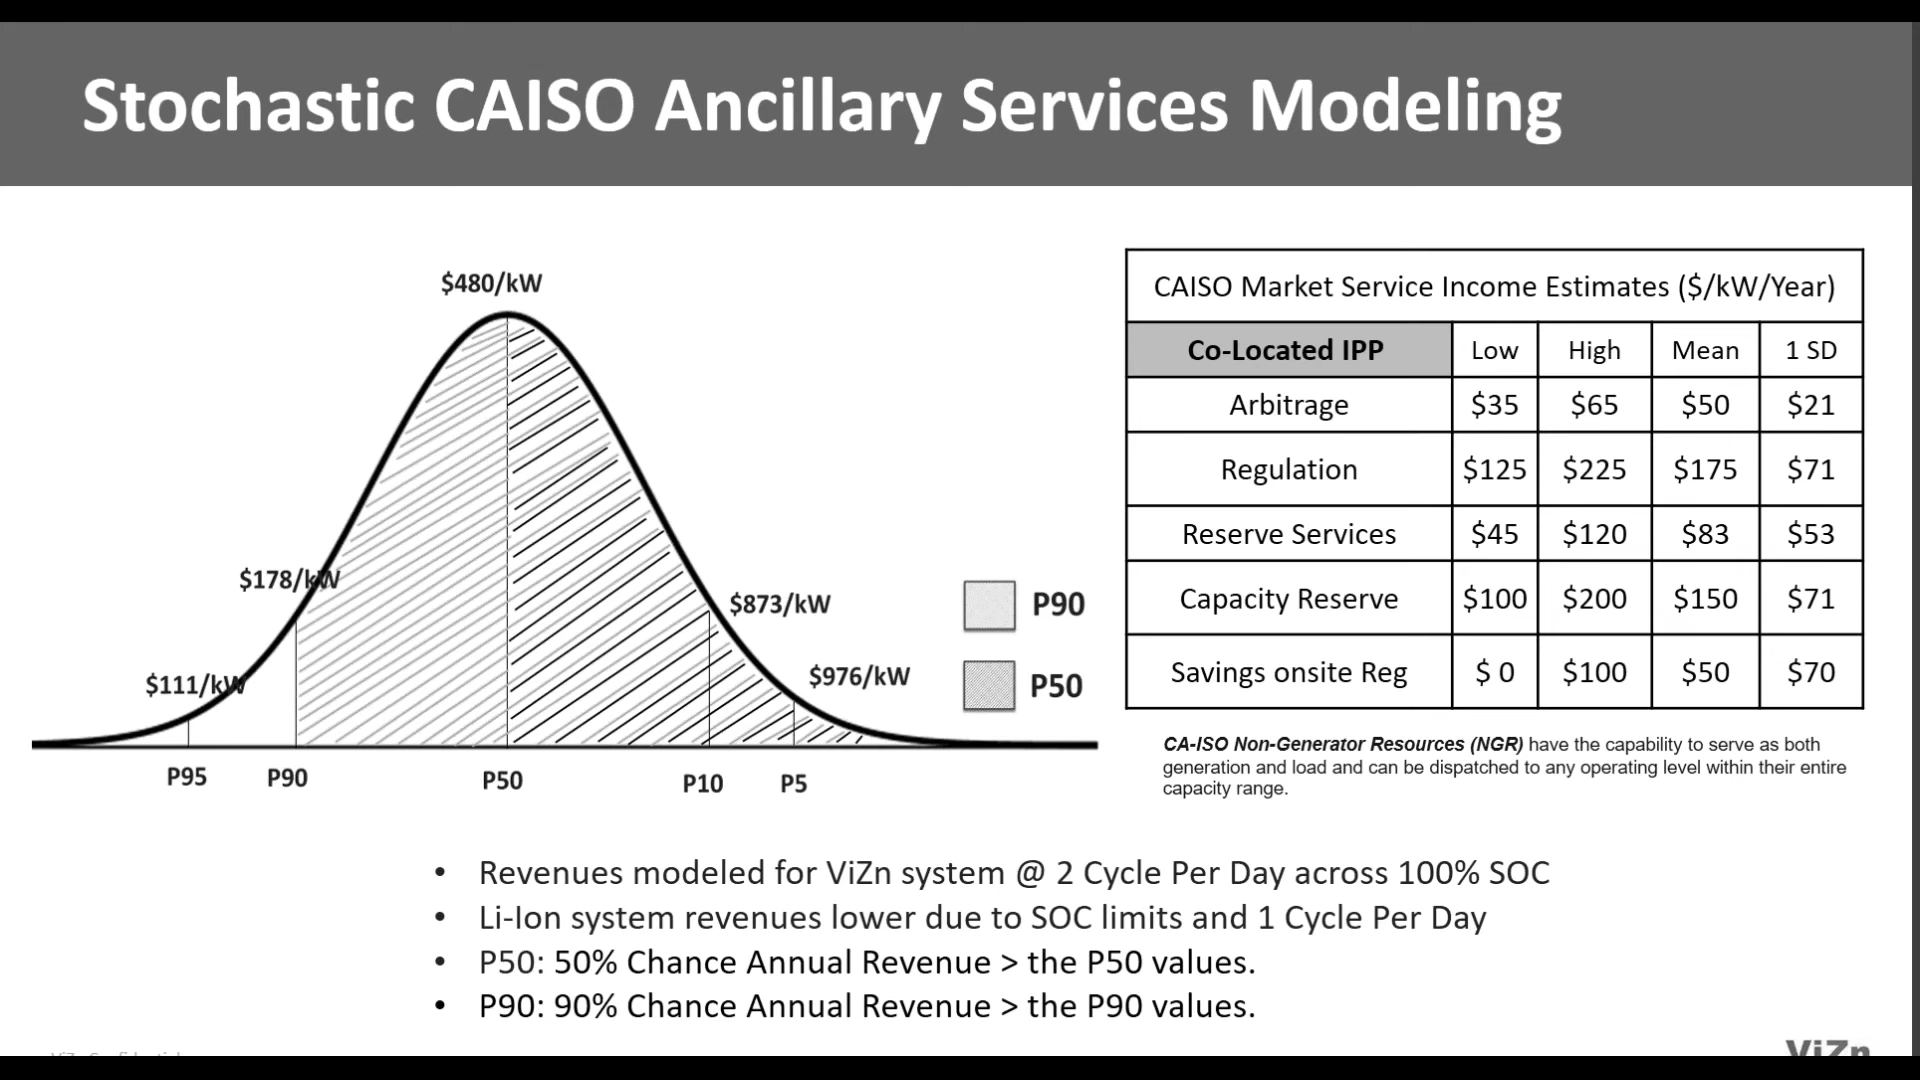 Stochastic CAISO Ancillary Services Modeling
$480/kW
$178/kW
$111/kW
$873/kW
$976/kW
P95 P90 P50 P10 P5
P90
P50
CAISO Market Service Income Estimates ($/kW/Year)
Co-Located IPP Low High Mean 1 SD
Arbitrage $35 $65 $50 $21
Regulation $125 $225 $175 $71
Reserve Services $45 $120 $83 $53
Capacity Reserve $100 $200 $150 $71
Savings onsite Reg $ 0 $100 $50 $70
CA-ISO Non-Generator Resources (NGR) have the capability to serve as both
generation and load and can be dispatched to any operating level within their entire
capacity range.
• Revenues modeled for ViZn system @ 2 Cycle Per Day across 100% SOC
• Li-Ion system revenues lower due to SOC limits and 1 Cycle Per Day
• P50: 50% Chance Annual Revenue > the P50 values.
• P90: 90% Chance Annual Revenue > the P90 values.
ViZn